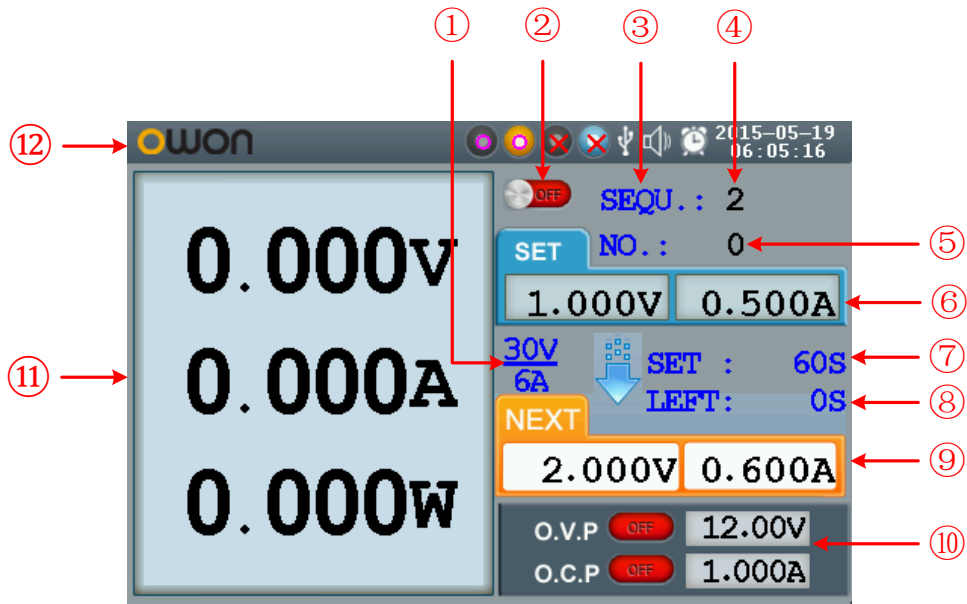 ① ② ③ ④
⑫ owon 2015-05-19
06:05:16
OFF SEQU.: 2
SET NO.: 0 ⑤
0.000V
1.000V 0.500A ⑥
30V
6A
SET : 60S ⑦
⑪ 0.000A
LEFT: 0S ⑧
NEXT
2.000V 0.600A ⑨
0.000W
O.V.P OFF 12.00V
⑩
O.C.P OFF 1.000A